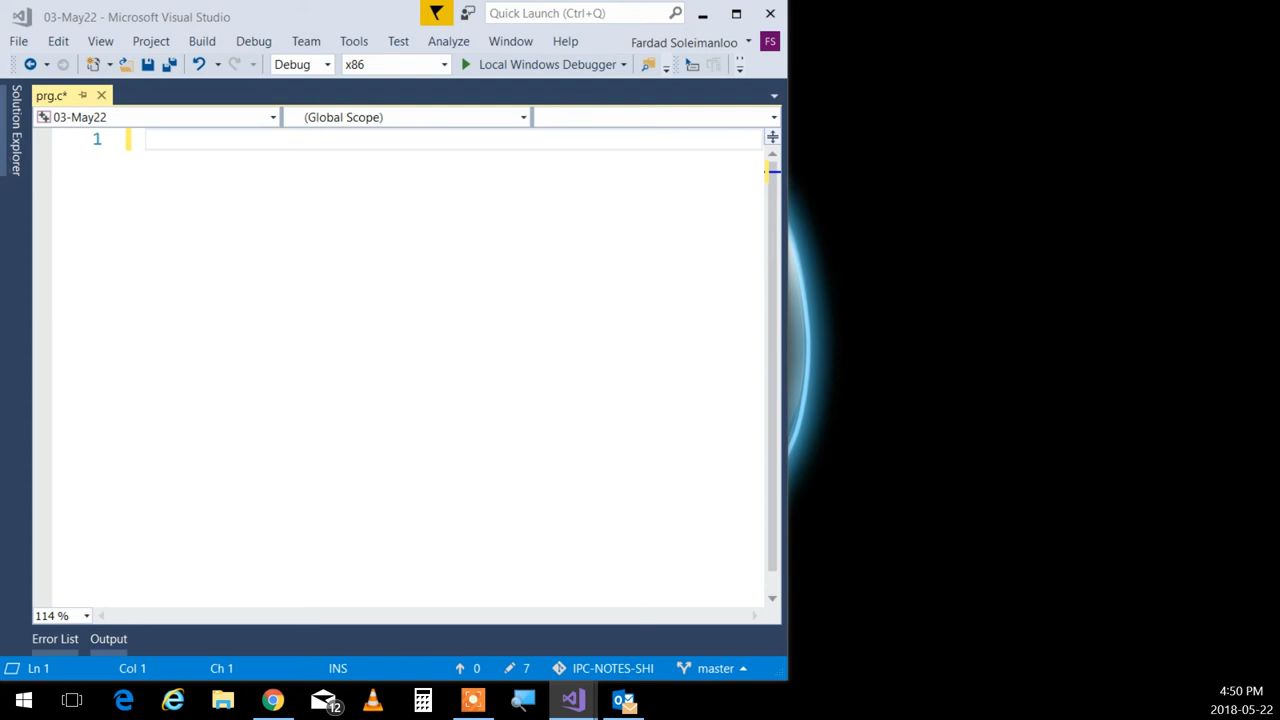 03-May22 - Microsoft Visual Studio
Quick Launch (Ctrl+Q)
File Edit View Project Build Debug Team Tools Test Analyze Window Help
Fardad Soleimanloo FS
Debug x86 Local Windows Debugger
Solution Explorer
prg.c*
03-May22 (Global Scope)
1
114 %
Error List Output
Ln 1 Col 1 Ch 1 INS 0 7 IPC-NOTES-SHI master
12
4:50 PM
2018-05-22